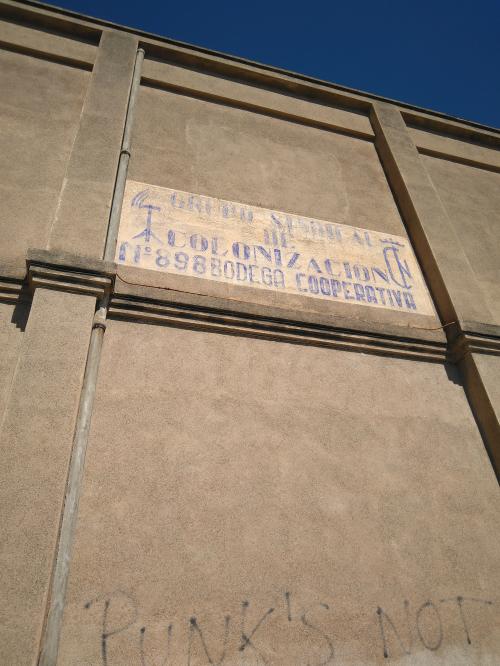 GRUPO SINDICAL
DE
COLONIZACION
Nº 898 BODEGA COOPERATIVA
PUNK'S NOT